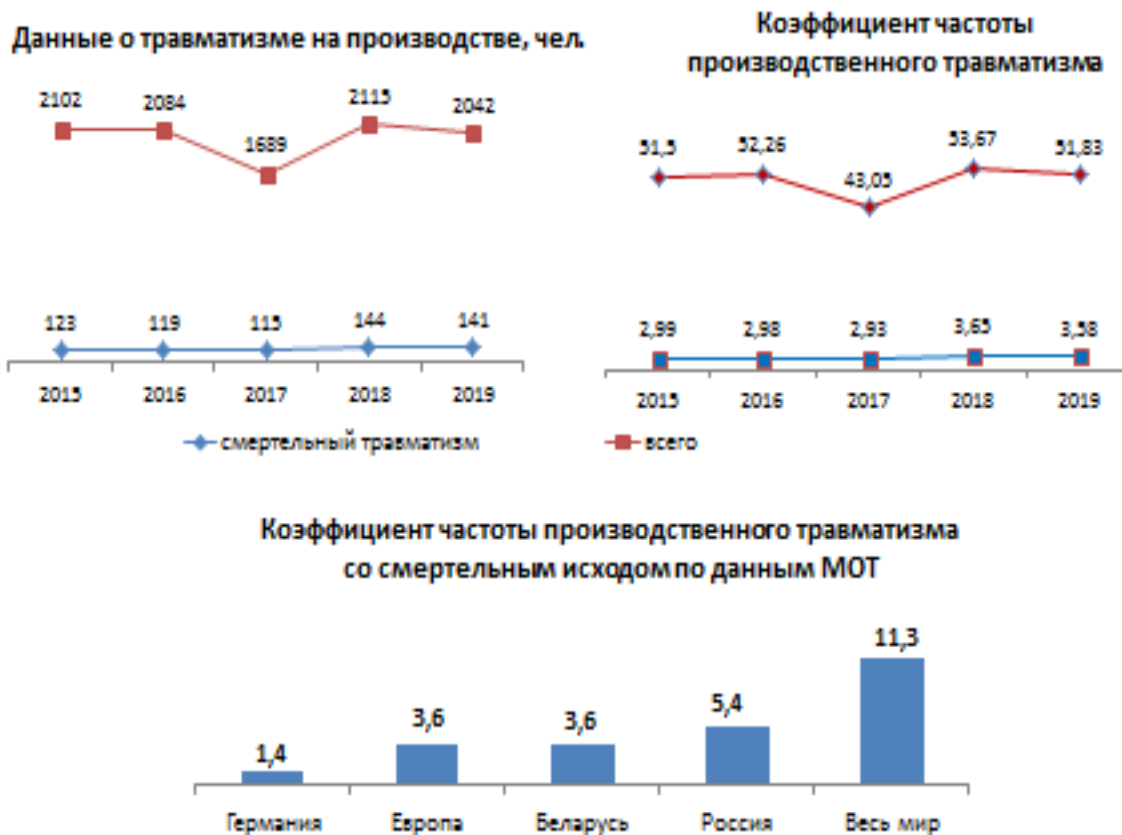 Данные о травматизме на производстве, чел.
2102
2084
1689
2115
2042
123
119
115
144
141
2015
2016
2017
2018
2019
Коэффициент частоты
производственного травматизма
51,5
52,26
43,05
53,67
51,83
2,99
2,98
2,93
3,65
3,58
2015
2016
2017
2018
2019
смертельный травматизм
всего
Коэффициент частоты производственного травматизма
со смертельным исходом по данным МОТ
1,4
3,6
3,6
5,4
11,3
Германия
Европа
Беларусь
Россия
Весь мир